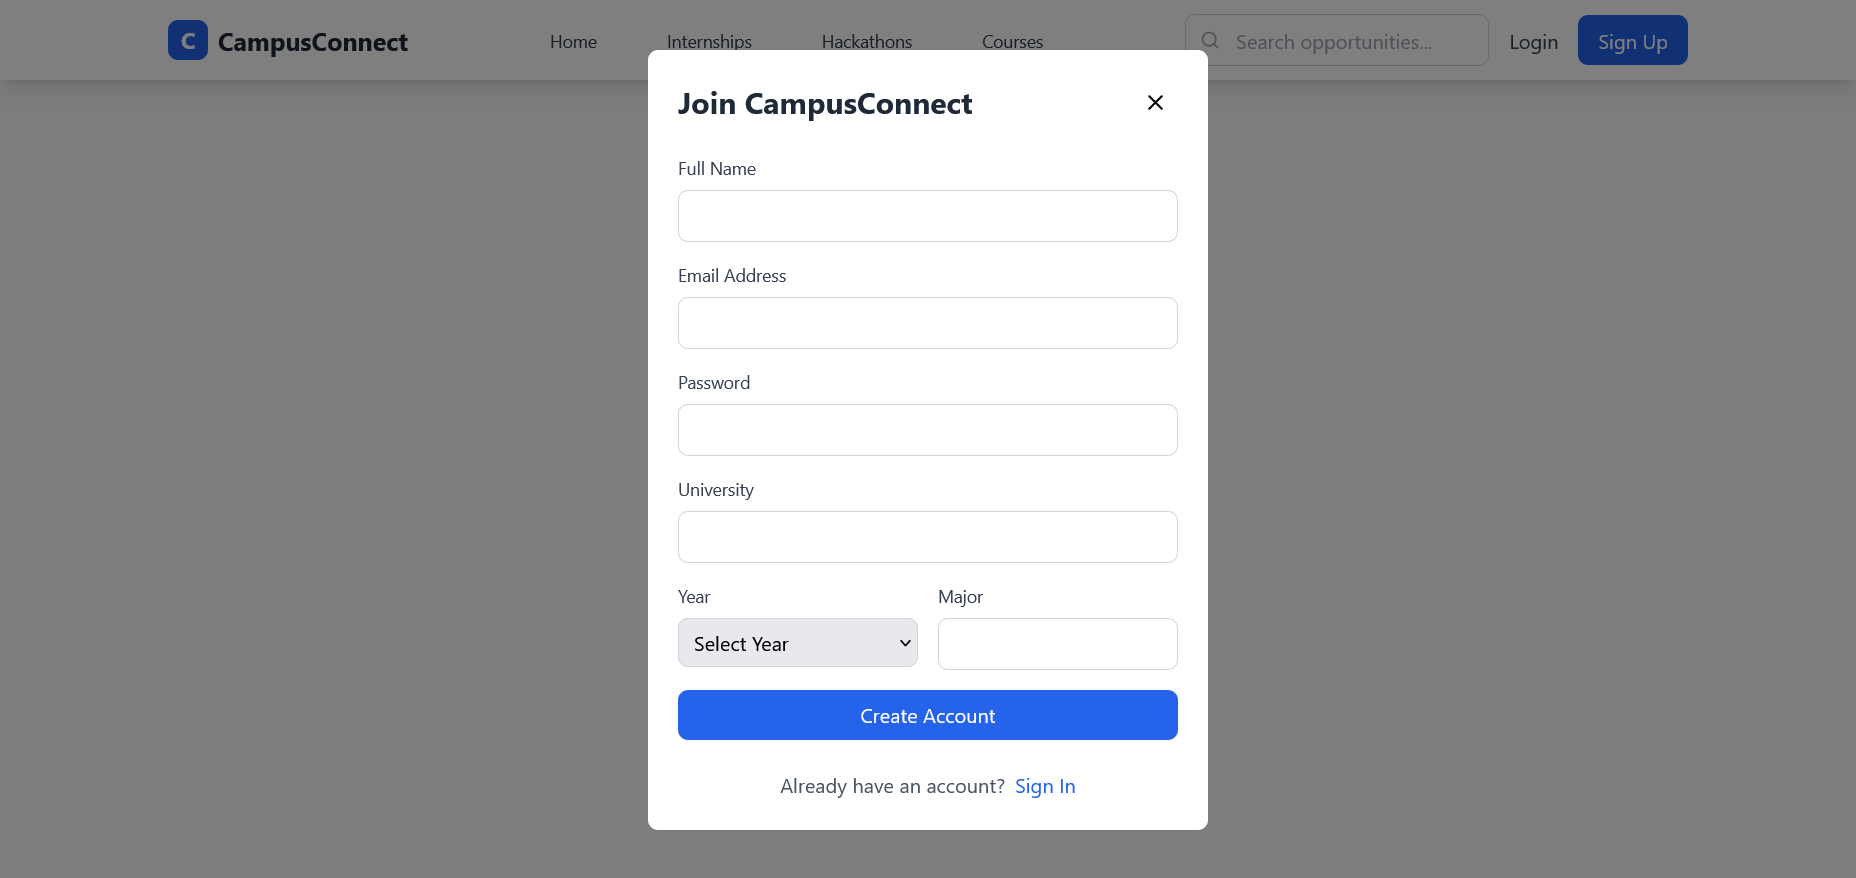 C CampusConnect Home Internships Hackathons Courses Search opportunities... Login Sign Up
Join CampusConnect
Full Name
Email Address
Password
University
Year Major
Select Year
Create Account
Already have an account? Sign In